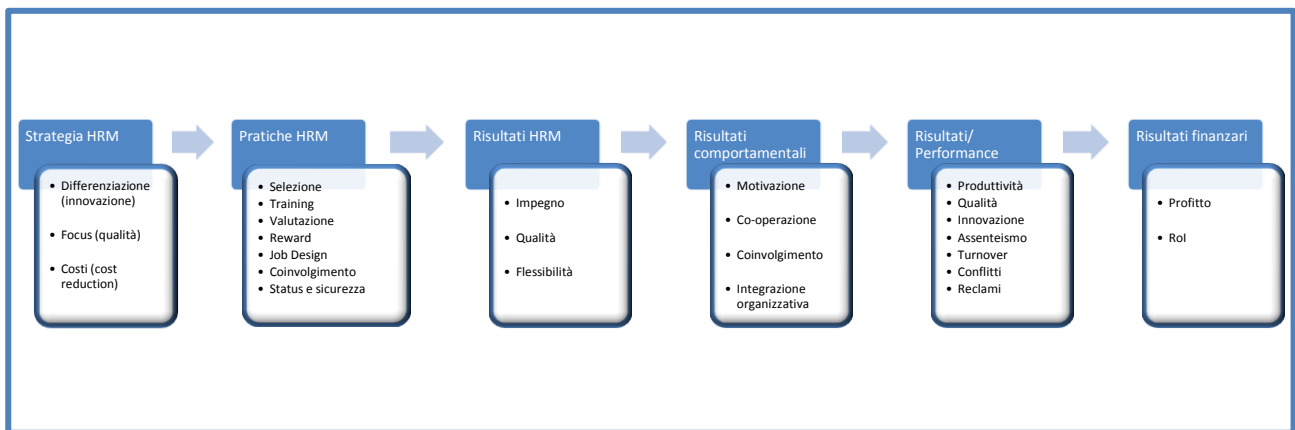 Strategia HRM
• Differenziazione
(innovazione)
• Focus (qualità)
• Costi (cost
reduction)
Pratiche HRM
• Selezione
• Training
• Valutazione
• Reward
• Job Design
• Coinvolgimento
• Status e sicurezza
Risultati HRM
• Impegno
• Qualità
• Flessibilità
Risultati
comportamentali
• Motivazione
• Co-operazione
• Coinvolgimento
• Integrazione
organizzativa
Risultati/
Performance
• Produttività
• Qualità
• Innovazione
• Assenteismo
• Turnover
• Conflitti
• Reclami
Risultati finanzari
• Profitto
• RoI